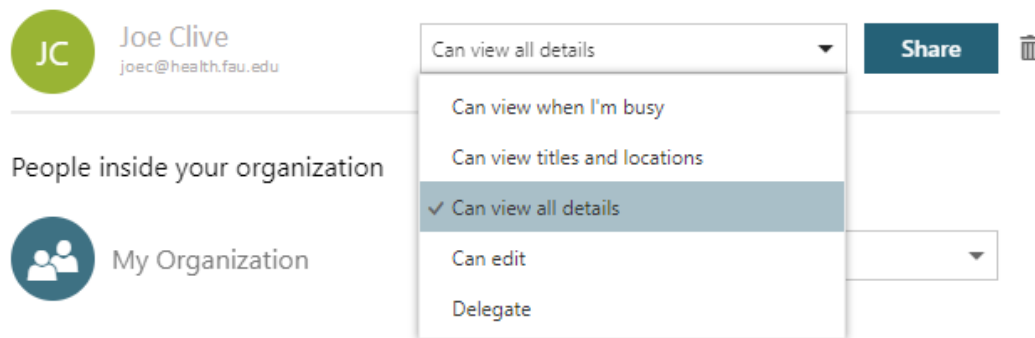 JC
Joe Clive
joec@health.fau.edu
Can view all details
Share
Can view when I'm busy
Can view titles and locations
Can view all details
Can edit
Delegate
People inside your organization
My Organization